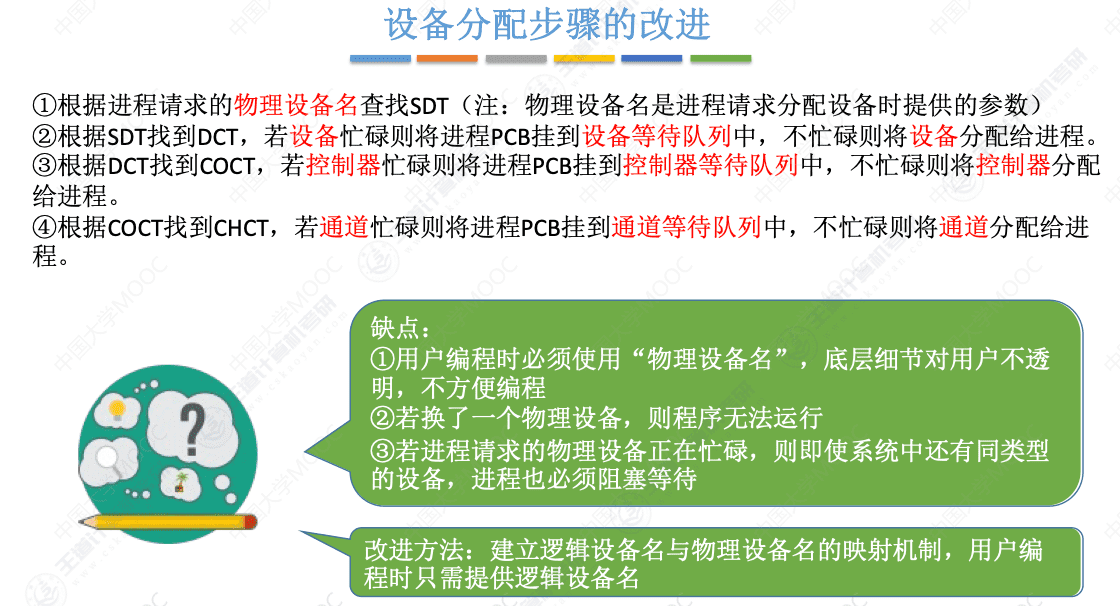 设备分配步骤的改进
①根据进程请求的物理设备名查找SDT（注：物理设备名是进程请求分配设备时提供的参数）
②根据SDT找到DCT，若设备忙碌则将进程PCB挂到设备等待队列中，不忙碌则将设备分配给进程。
③根据DCT找到COCT，若控制器忙碌则将进程PCB挂到控制器等待队列中，不忙碌则将控制器分配
给进程。
④根据COCT找到CHCT，若通道忙碌则将进程PCB挂到通道等待队列中，不忙碌则将通道分配给进
程。
缺点：
①用户编程时必须使用“物理设备名”，底层细节对用户不透
明，不方便编程
②若换了一个物理设备，则程序无法运行
③若进程请求的物理设备正在忙碌，则即使系统中还有同类型
的设备，进程也必须阻塞等待
?
改进方法：建立逻辑设备名与物理设备名的映射机制，用户编
程时只需提供逻辑设备名